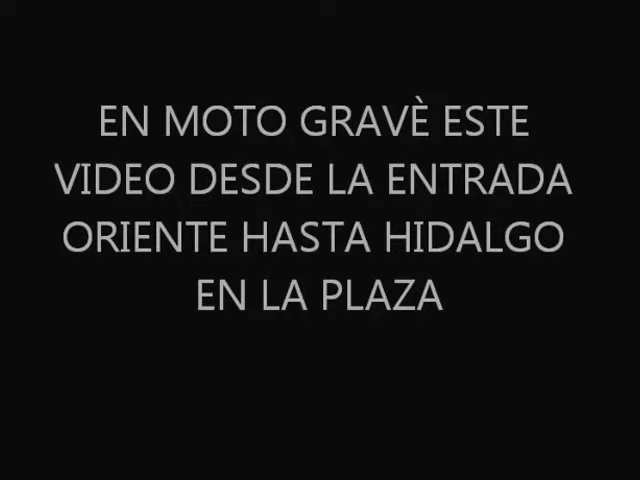 EN MOTO GRAVÈ ESTE
VIDEO DESDE LA ENTRADA
ORIENTE HASTA HIDALGO
EN LA PLAZA